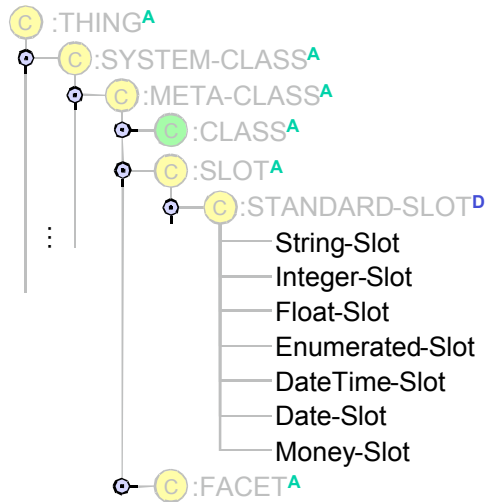 C :THING A
C :SYSTEM-CLASS A
C :META-CLASS A
C :CLASS A
C :SLOT A
C :STANDARD-SLOT D
String-Slot
Integer-Slot
Float-Slot
Enumerated-Slot
DateTime-Slot
Date-Slot
Money-Slot
C :FACET A